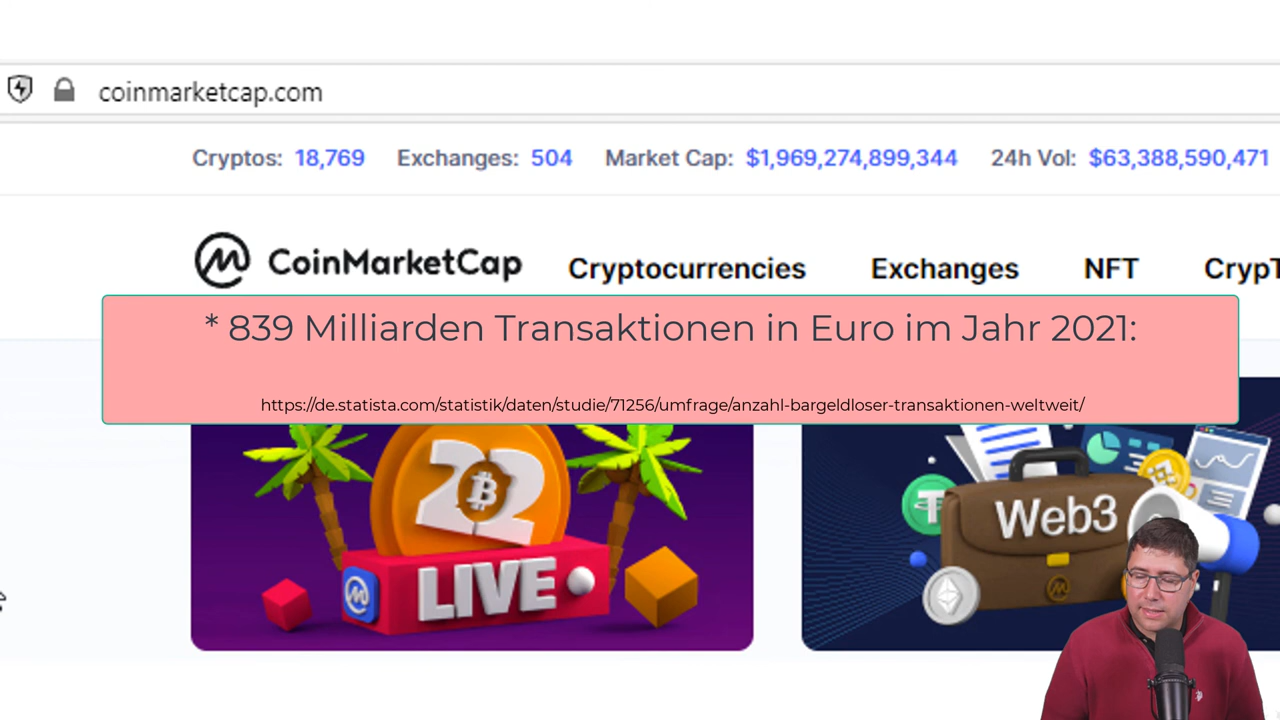 coinmarketcap.com
Cryptos: 18,769 Exchanges: 504 Market Cap: $1,969,274,899,344 24h Vol: $63,388,590,471
CoinMarketCap Cryptocurrencies Exchanges NFT CrypT
* 839 Milliarden Transaktionen in Euro im Jahr 2021:
https://de.statista.com/statistik/daten/studie/71256/umfrage/anzahl-bargeldloser-transaktionen-weltweit/
22
LIVE
Web3